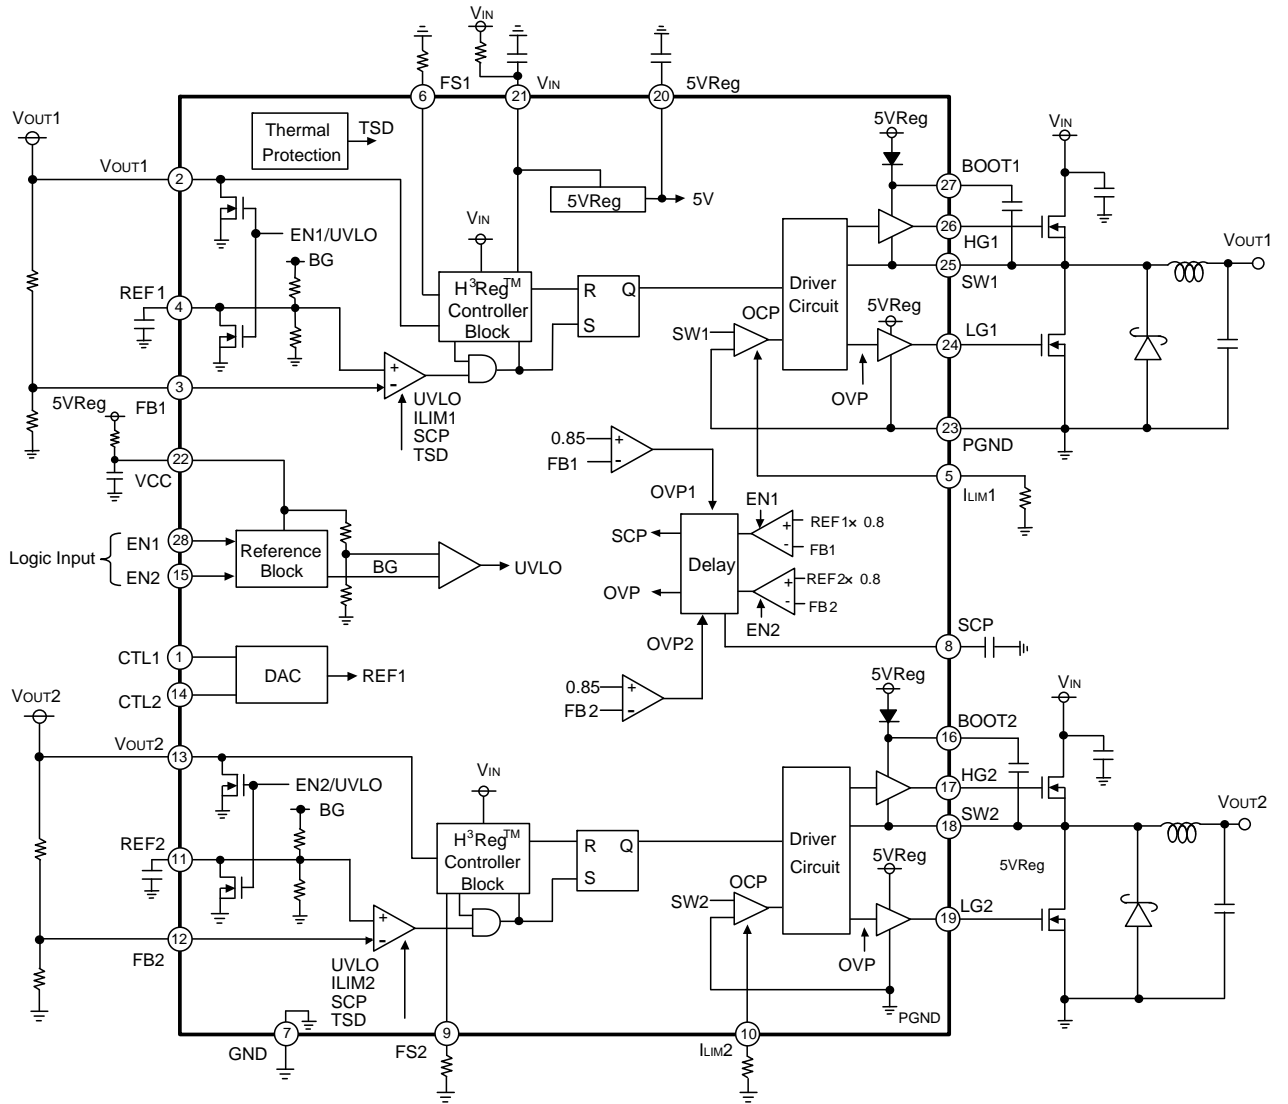 VIN
FS1
VIN
5VReg
6
21
20
VOUT1
Thermal
Protection
TSD
5VReg
VIN
VOUT1
2
BOOT1
27
5VReg
5V
VIN
EN1/UVLO
BG
26
HG1
VOUT1
REF1
4
H3Reg™
Controller
Block
R Q
S
Driver
Circuit
25
SW1
5VReg
OCP
SW1
LG1
24
+
-
3
FB1
5VReg
UVLO
ILIM1
SCP
TSD
OVP
23
PGND
22
VCC
0.85
FB1
+
-
5
ILIM1
OVP1
EN1
REF1× 0.8
FB1
+
-
Logic Input
EN1
28
EN2
15
Reference
Block
BG
UVLO
SCP
Delay
OVP
REF2× 0.8
FB2
+
-
EN2
OVP2
SCP
8
CTL1
1
CTL2
14
DAC
REF1
0.85
FB2
+
-
5VReg
VIN
VOUT2
VOUT2
13
BOOT2
16
EN2/UVLO
VIN
BG
HG2
17
VOUT2
REF2
11
H3Reg™
Controller
Block
R Q
S
Driver
Circuit
SW2
18
5VReg
5VReg
OCP
SW2
LG2
19
+
-
12
FB2
UVLO
ILIM2
SCP
TSD
OVP
PGND
7
GND
9
FS2
10
ILIM2